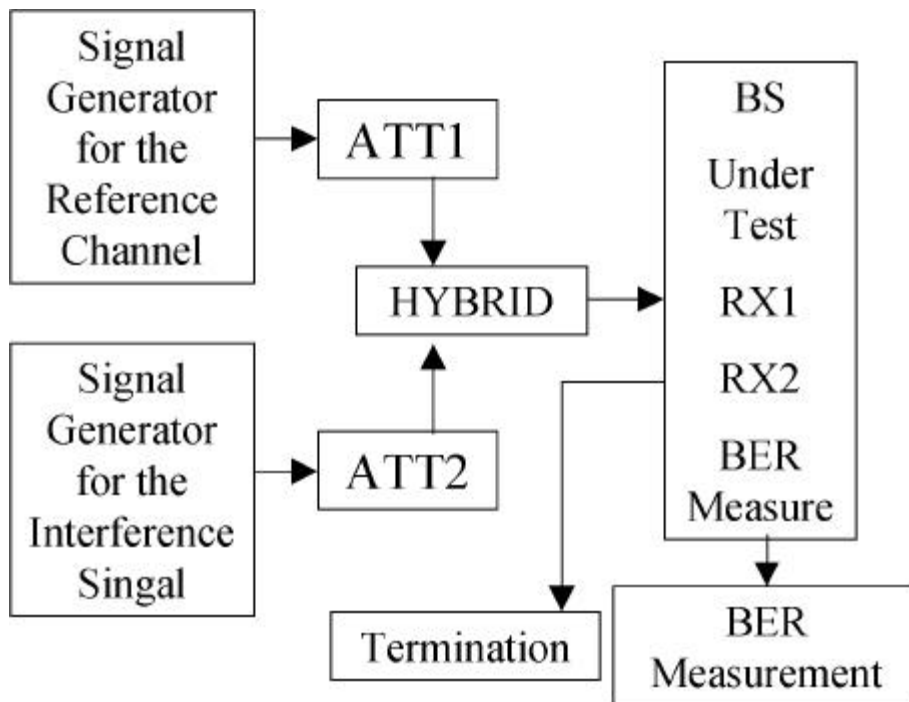 Signal
Generator
for the
Reference
Channel
ATT1
HYBRID
Signal
Generator
for the
Interference
Singal
ATT2
BS
Under
Test
RX1
RX2
BER
Measure
Termination
BER
Measurement